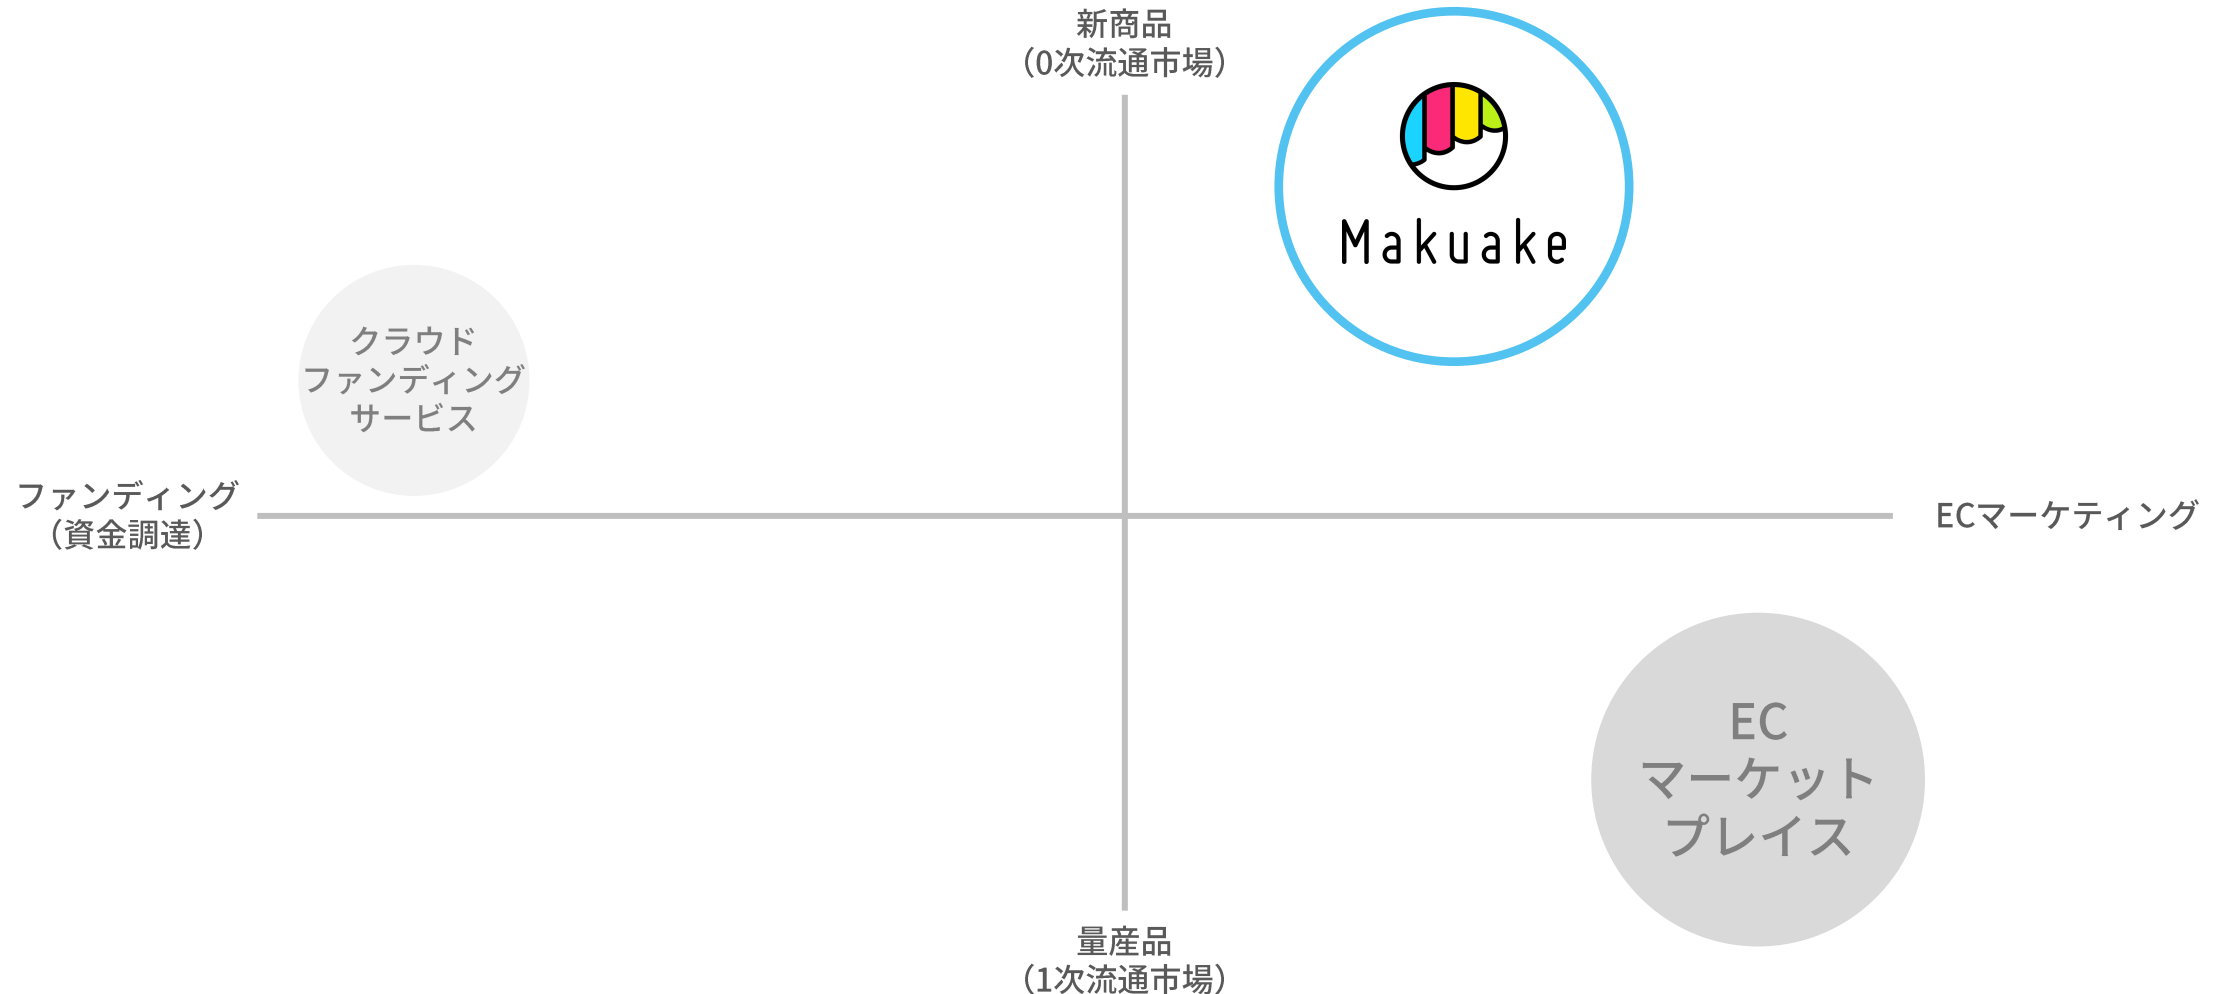 新商品
（0次流通市場）
Makuake
クラウド
ファンディング
サービス
ファンディング
（資金調達）
ECマーケティング
EC
マーケット
プレイス
量産品
（1次流通市場）